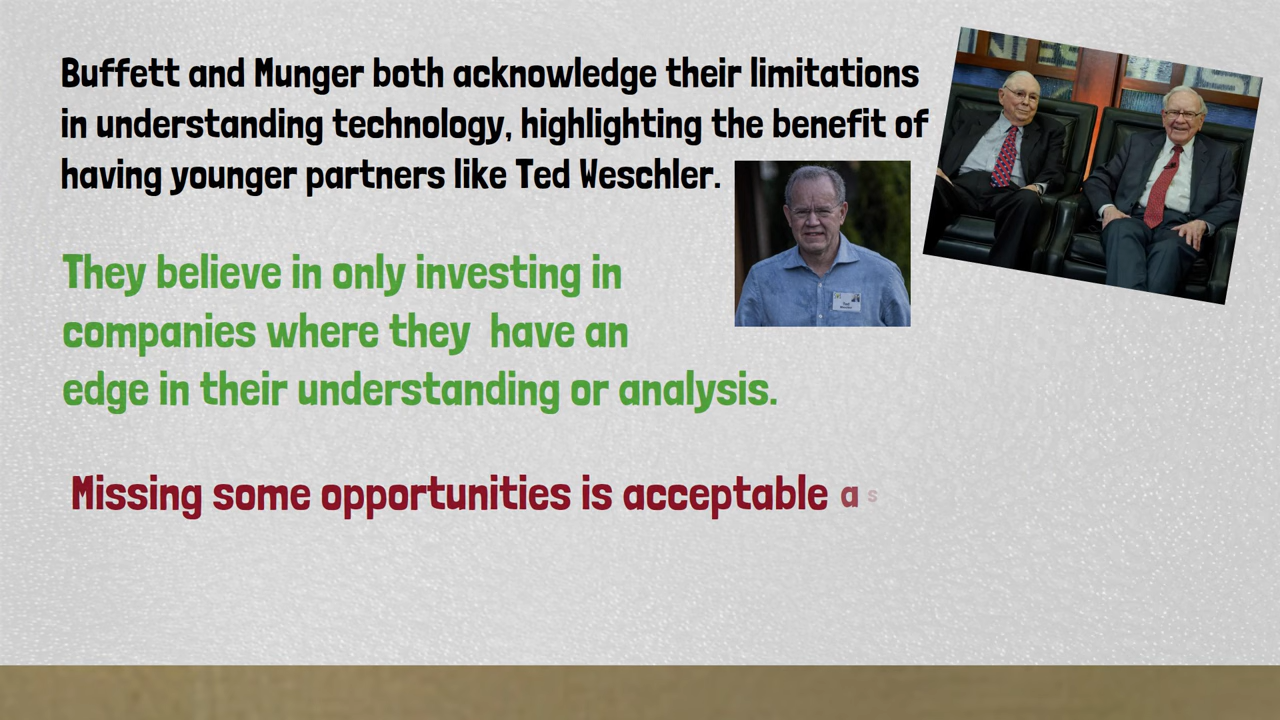 Buffett and Munger both acknowledge their limitations
in understanding technology, highlighting the benefit of
having younger partners like Ted Weschler.
They believe in only investing in
companies where they have an
edge in their understanding or analysis.
Missing some opportunities is acceptable as